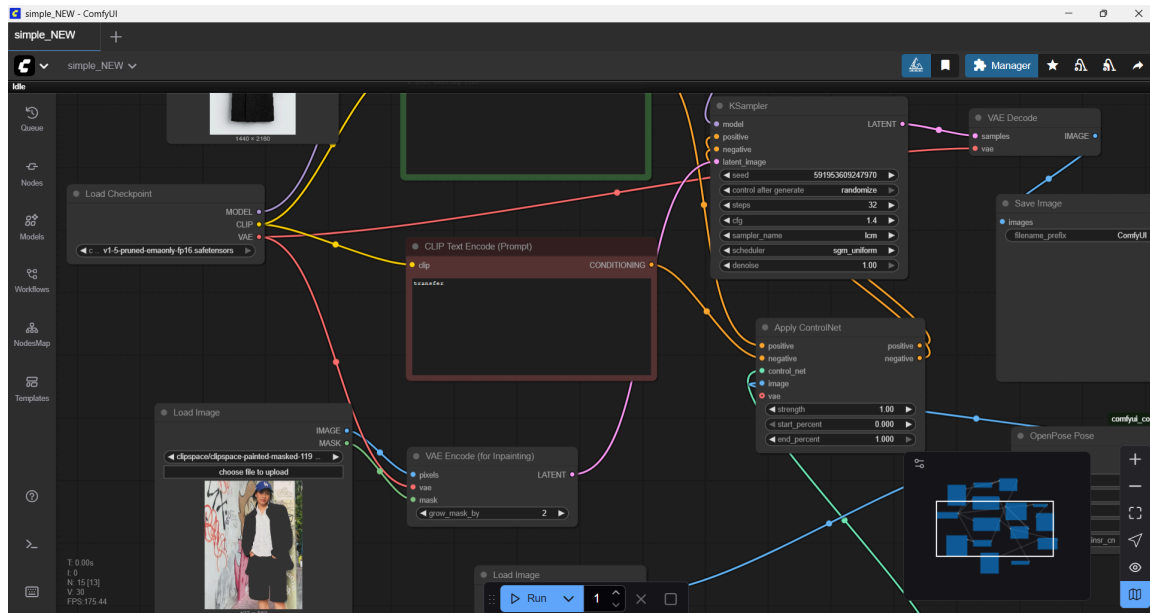 simple_NEW - ComfyUI
simple_NEW
simple_NEW
Manager
Idle
Queue
Nodes
Models
Workflows
NodesMap
Templates
1440 × 2160
Load Checkpoint
MODEL
CLIP
VAE
v1-5-pruned-emaonly-fp16.safetensors
CLIP Text Encode (Prompt)
clip
CONDITIONING
transfer
KSampler
model
LATENT
positive
negative
latent_image
seed 591953609247970
control after generate randomize
steps 32
cfg 1.4
sampler_name lcm
scheduler sgm_uniform
denoise 1.00
VAE Decode
samples IMAGE
vae
Save Image
images
filename_prefix ComfyUI
Apply ControlNet
positive positive
negative negative
control_net
image
vae
strength 1.00
start_percent 0.000
end_percent 1.000
comfyui_co
OpenPose Pose
insr_cn
Load Image
IMAGE
MASK
clipspace/clipspace-painted-masked-119 ...
choose file to upload
VAE Encode (for Inpainting)
pixels LATENT
vae
mask
grow_mask_by 2
Load Image
T: 0.00s
I: 0
N: 15 [13]
V: 30
FPS:175.44
Run
1